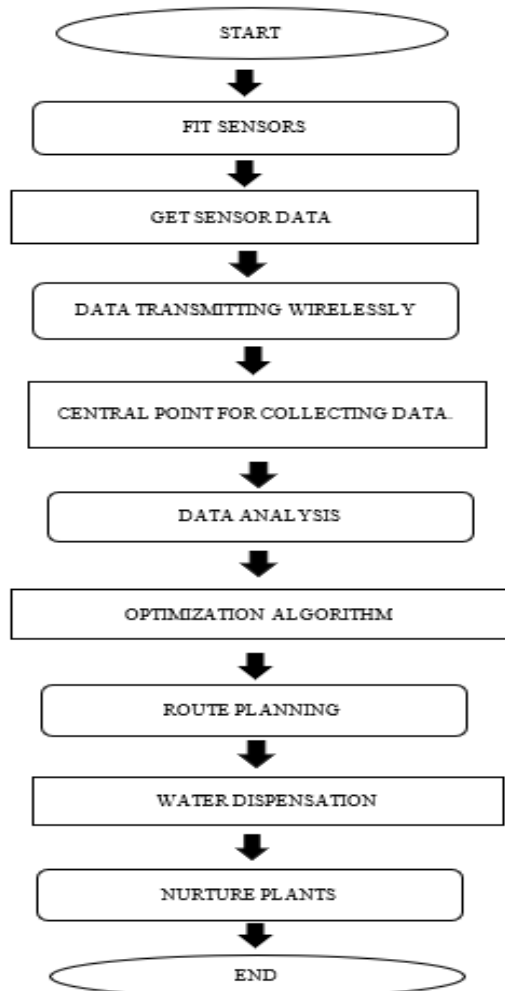 START
FIT SENSORS
GET SENSOR DATA
DATA TRANSMITTING WIRELESSLY
CENTRAL POINT FOR COLLECTING DATA.
DATA ANALYSIS
OPTIMIZATION ALGORITHM
ROUTE PLANNING
WATER DISPENSATION
NURTURE PLANTS
END